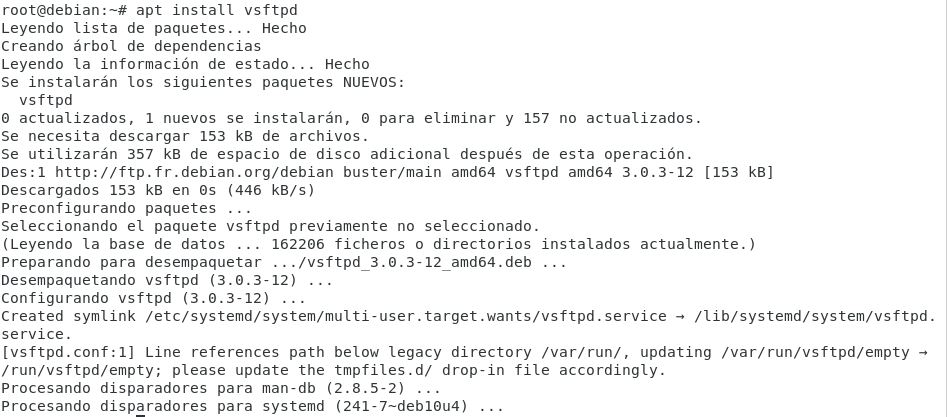 root@debian:~# apt install vsftpd
Leyendo lista de paquetes... Hecho
Creando árbol de dependencias
Leyendo la información de estado... Hecho
Se instalarán los siguientes paquetes NUEVOS:
  vsftpd
0 actualizados, 1 nuevos se instalarán, 0 para eliminar y 157 no actualizados.
Se necesita descargar 153 kB de archivos.
Se utilizarán 357 kB de espacio de disco adicional después de esta operación.
Des:1 http://ftp.fr.debian.org/debian buster/main amd64 vsftpd amd64 3.0.3-12 [153 kB]
Descargados 153 kB en 0s (446 kB/s)
Preconfigurando paquetes ...
Seleccionando el paquete vsftpd previamente no seleccionado.
(Leyendo la base de datos ... 162206 ficheros o directorios instalados actualmente.)
Preparando para desempaquetar .../vsftpd_3.0.3-12_amd64.deb ...
Desempaquetando vsftpd (3.0.3-12) ...
Configurando vsftpd (3.0.3-12) ...
Created symlink /etc/systemd/system/multi-user.target.wants/vsftpd.service → /lib/systemd/system/vsftpd.
service.
[vsftpd.conf:1] Line references path below legacy directory /var/run/, updating /var/run/vsftpd/empty →
/run/vsftpd/empty; please update the tmpfiles.d/ drop-in file accordingly.
Procesando disparadores para man-db (2.8.5-2) ...
Procesando disparadores para systemd (241-7~deb10u4) ...